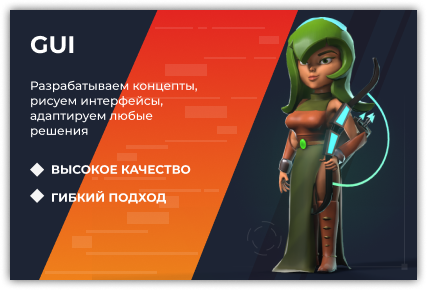 GUI
Разрабатываем концепты,
рисуем интерфейсы,
адаптируем любые
решения
ВЫСОКОЕ КАЧЕСТВО
ГИБКИЙ ПОДХОД